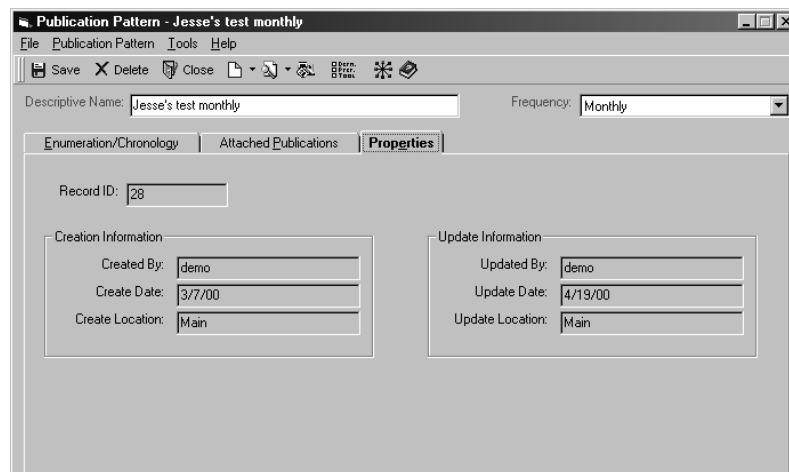 Publication Pattern - Jesse's test monthly
File Publication Pattern Tools Help
Save Delete Close
Descriptive Name: Jesse's test monthly Frequency: Monthly
Enumeration/Chronology Attached Publications Properties
Record ID: 28
Creation Information Update Information
Created By: demo Updated By: demo
Create Date: 3/7/00 Update Date: 4/19/00
Create Location: Main Update Location: Main